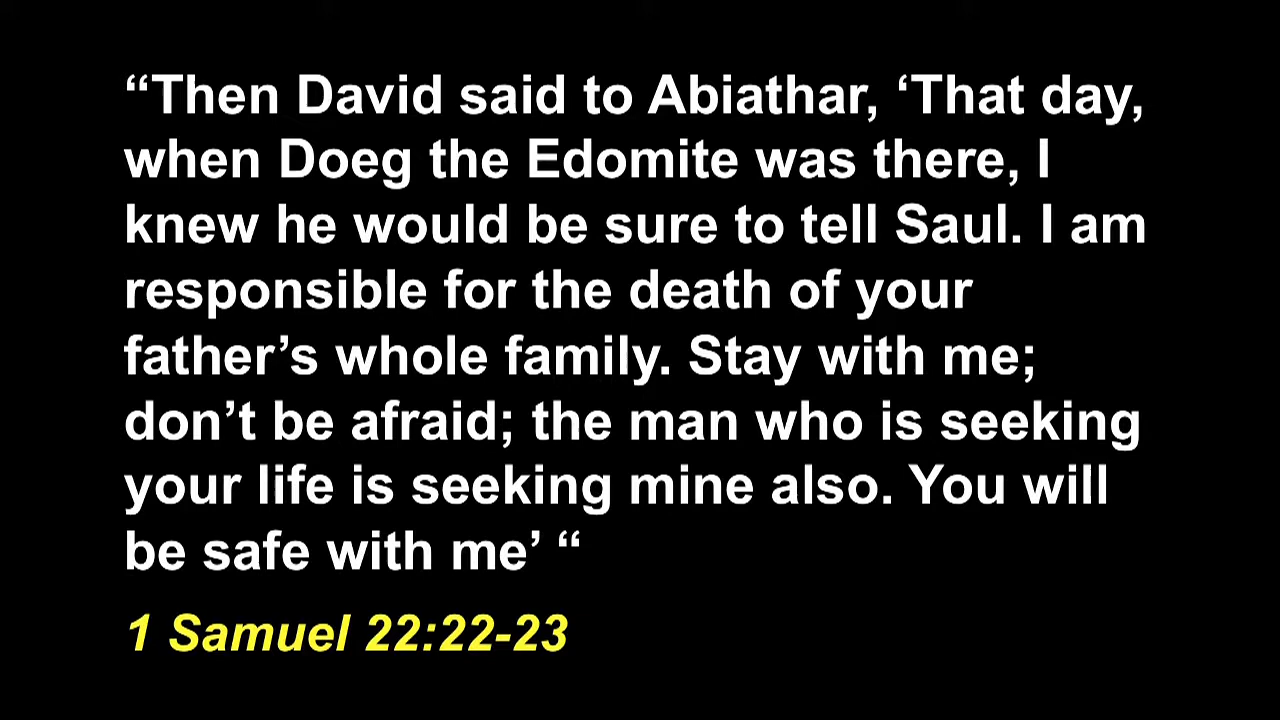 “Then David said to Abiathar, ‘That day,
when Doeg the Edomite was there, I
knew he would be sure to tell Saul. I am
responsible for the death of your
father’s whole family. Stay with me;
don’t be afraid; the man who is seeking
your life is seeking mine also. You will
be safe with me’ “
1 Samuel 22:22-23